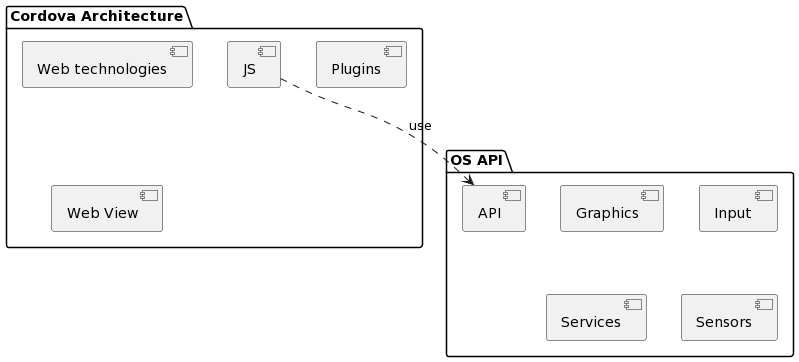 Cordova Architecture
Web technologies
JS
Plugins
use
Web View
OS API
API
Graphics
Input
Services
Sensors